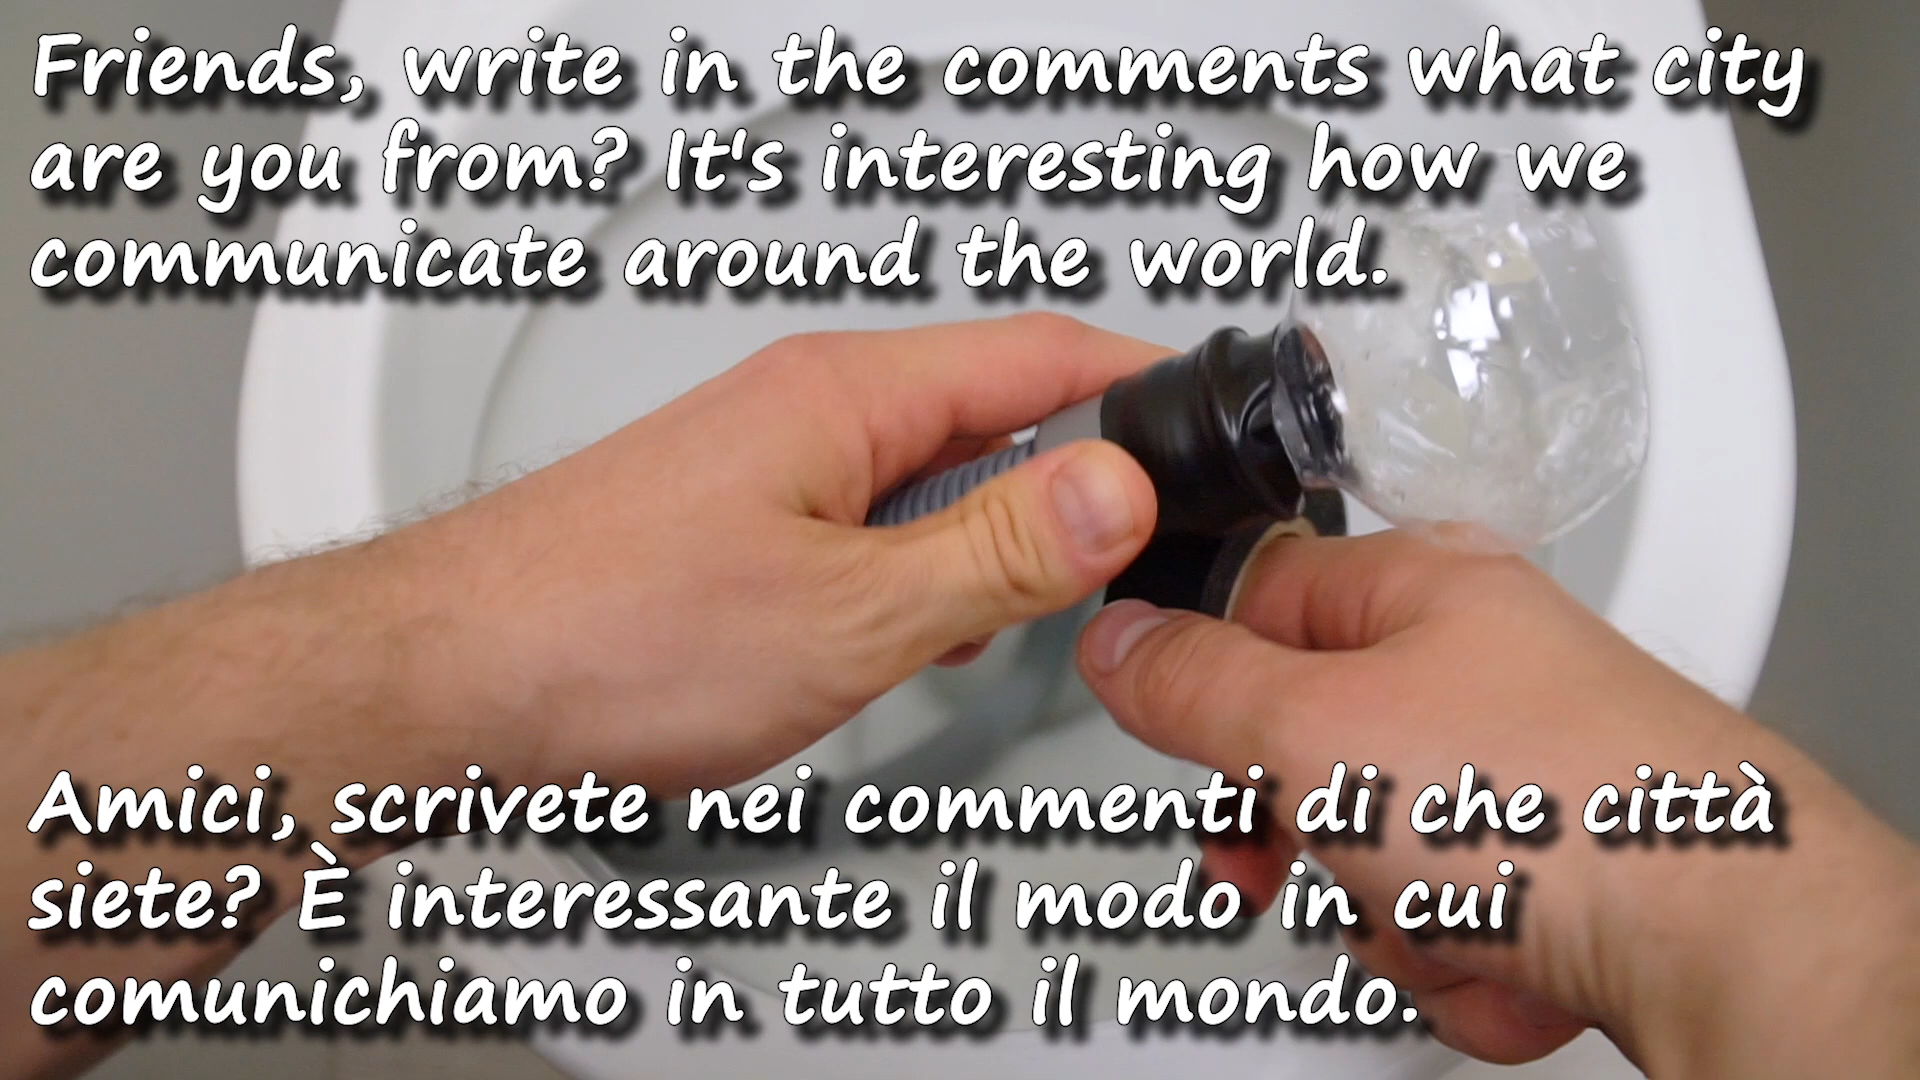 Friends, write in the comments what city
are you from? It's interesting how we
communicate around the world.
Amici, scrivete nei commenti di che città
siete? È interessante il modo in cui
comunichiamo in tutto il mondo.